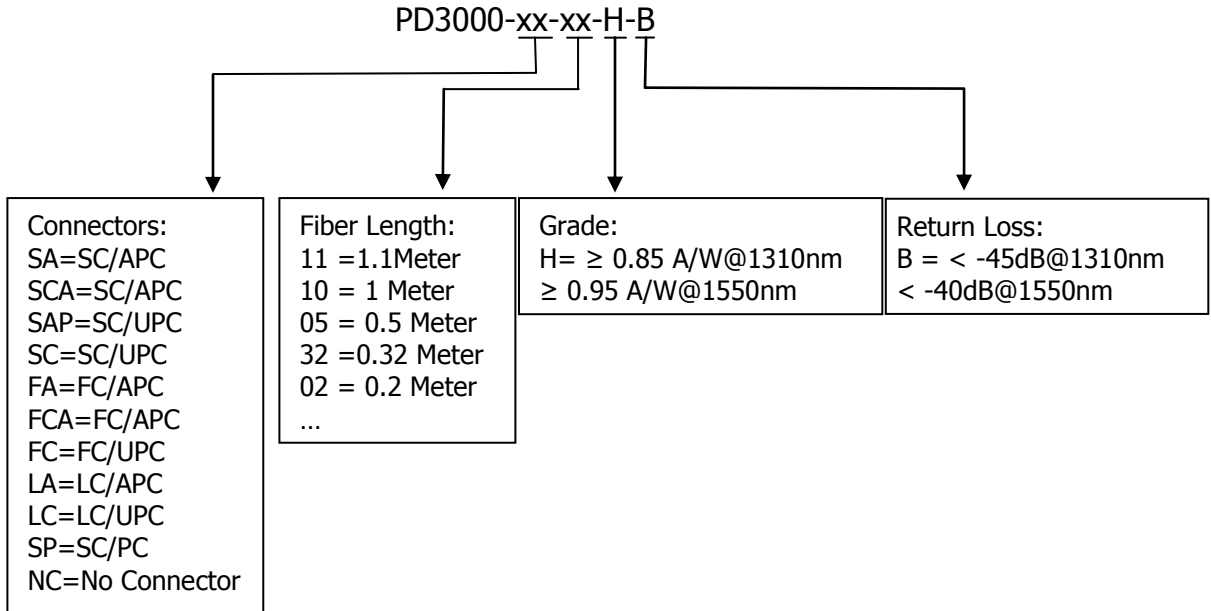 PD3000-xx-xx-H-B
Connectors:
SA=SC/APC
SCA=SC/APC
SAP=SC/UPC
SC=SC/UPC
FA=FC/APC
FCA=FC/APC
FC=FC/UPC
LA=LC/APC
LC=LC/UPC
SP=SC/PC
NC=No Connector
Fiber Length:
11 =1.1Meter
10 = 1 Meter
05 = 0.5 Meter
32 =0.32 Meter
02 = 0.2 Meter
…
Grade:
H= ≥ 0.85 A/W@1310nm
≥ 0.95 A/W@1550nm
Return Loss:
B = < -45dB@1310nm
< -40dB@1550nm